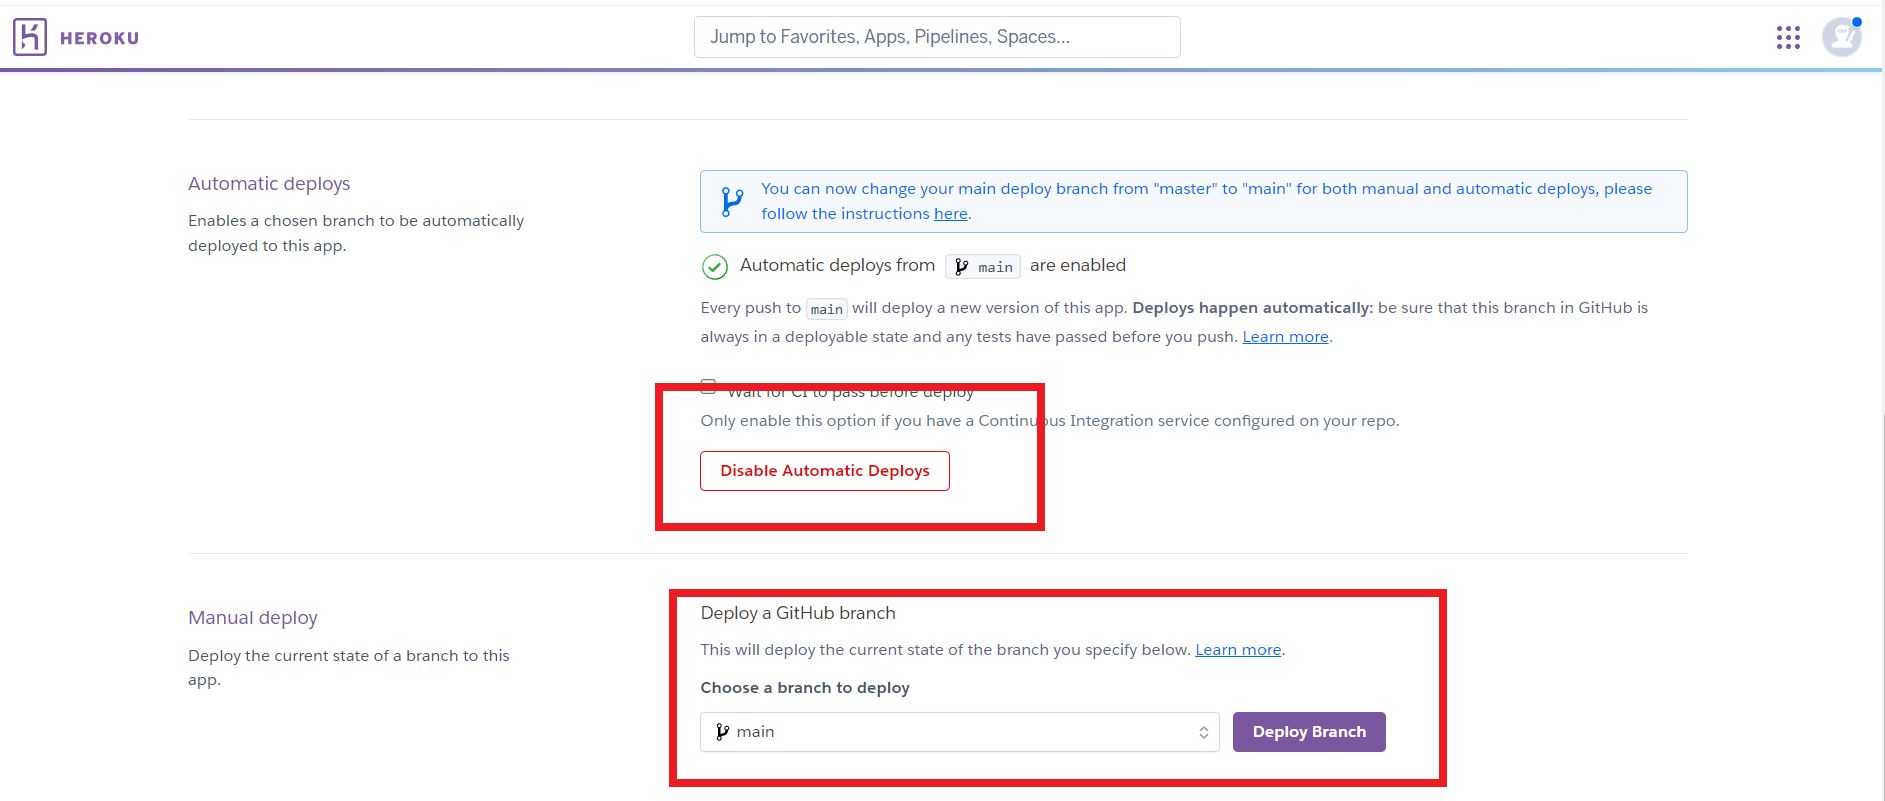 HEROKU
Jump to Favorites, Apps, Pipelines, Spaces...
Automatic deploys
Enables a chosen branch to be automatically
deployed to this app.
You can now change your main deploy branch from "master" to "main" for both manual and automatic deploys, please
follow the instructions here.
Automatic deploys from main are enabled
Every push to main will deploy a new version of this app. Deploys happen automatically: be sure that this branch in GitHub is
always in a deployable state and any tests have passed before you push. Learn more.
Wait for CI to pass before deploy
Only enable this option if you have a Continuous Integration service configured on your repo.
Disable Automatic Deploys
Manual deploy
Deploy the current state of a branch to this
app.
Deploy a GitHub branch
This will deploy the current state of the branch you specify below. Learn more.
Choose a branch to deploy
main
Deploy Branch